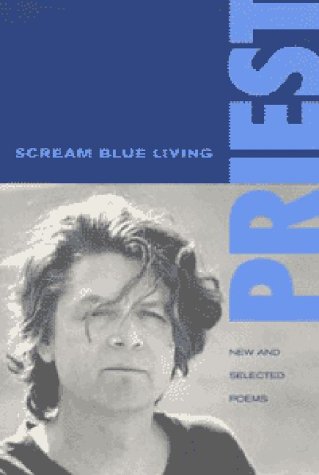 SCREAM BLUE LIVING
PRIEST
NEW AND
SELECTED
POEMS